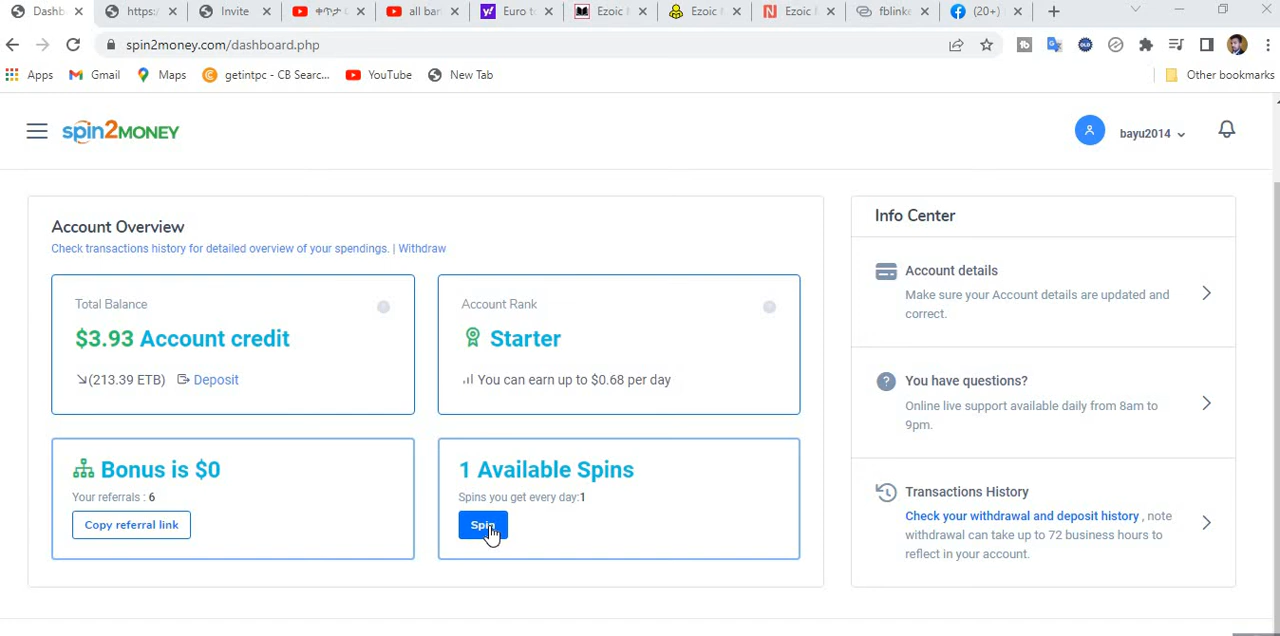 Dashb
https:
Invite
ቀጥታ
all bar
Euro to
Ezoic
Ezoic
Ezoic
fblinke
(20+)
spin2money.com/dashboard.php
Apps
Gmail
Maps
getintpc - CB Searc...
YouTube
New Tab
Other bookmarks
spin2MONEY
bayu2014
Account Overview
Check transactions history for detailed overview of your spendings. | Withdraw
Total Balance
$3.93 Account credit
(213.39 ETB) Deposit
Account Rank
Starter
You can earn up to $0.68 per day
Bonus is $0
Your referrals : 6
Copy referral link
1 Available Spins
Spins you get every day:1
Spin
Info Center
Account details
Make sure your Account details are updated and
correct.
You have questions?
Online live support available daily from 8am to
9pm.
Transactions History
Check your withdrawal and deposit history , note
withdrawal can take up to 72 business hours to
reflect in your account.